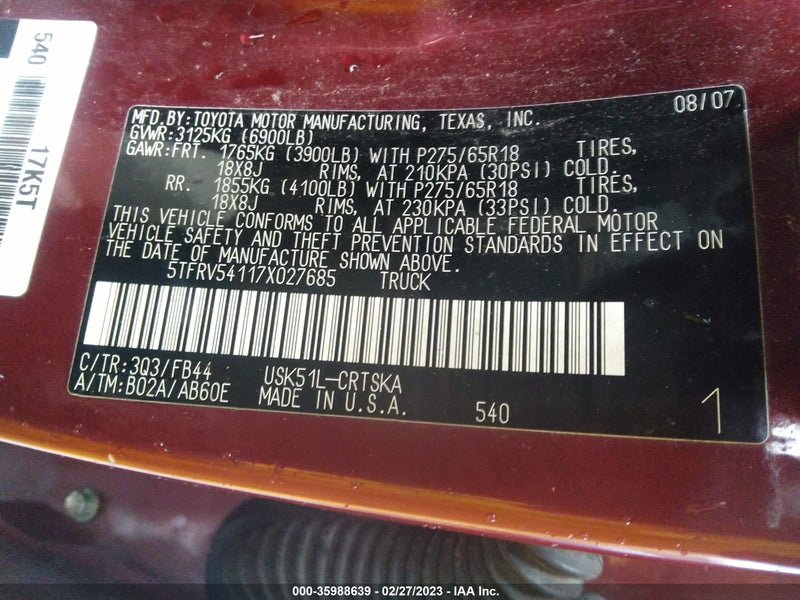 540
17K5T
08/07
MFD.BY:TOYOTA MOTOR MANUFACTURING, TEXAS, INC.
GVWR:3125KG (6900LB)
GAWR:FRT. 1765KG (3900LB) WITH P275/65R18 TIRES,
18X8J RIMS, AT 210KPA (30PSI) COLD.
RR. 1855KG (4100LB) WITH P275/65R18 TIRES,
18X8J RIMS, AT 230KPA (33PSI) COLD.
THIS VEHICLE CONFORMS TO ALL APPLICABLE FEDERAL MOTOR
VEHICLE SAFETY AND THEFT PREVENTION STANDARDS IN EFFECT ON
THE DATE OF MANUFACTURE SHOWN ABOVE.
5TFRV54117X027685 TRUCK
C/TR:3Q3/FB44 USK51L-CRTSKA
A/TM:B02A/AB60E MADE IN U.S.A. 540 1
000-35988639 - 02/27/2023 - IAA Inc.